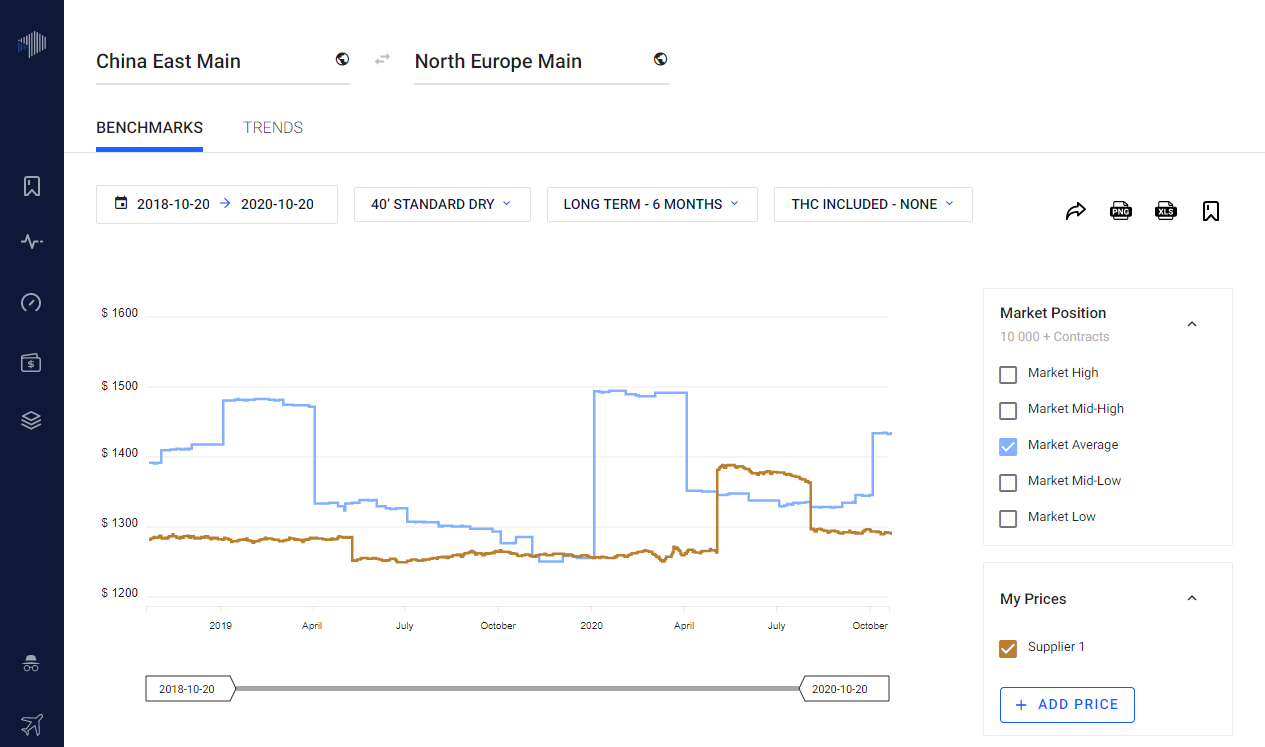 China East Main
North Europe Main
BENCHMARKS
TRENDS
2018-10-20 → 2020-10-20
40’ STANDARD DRY
LONG TERM - 6 MONTHS
THC INCLUDED - NONE
PNG
XLS
$ 1600
$ 1500
$ 1400
$ 1300
$ 1200
2019
April
July
October
2020
April
July
October
2018-10-20
2020-10-20
Market Position
10 000 + Contracts
Market High
Market Mid-High
Market Average
Market Mid-Low
Market Low
My Prices
Supplier 1
+ ADD PRICE
$